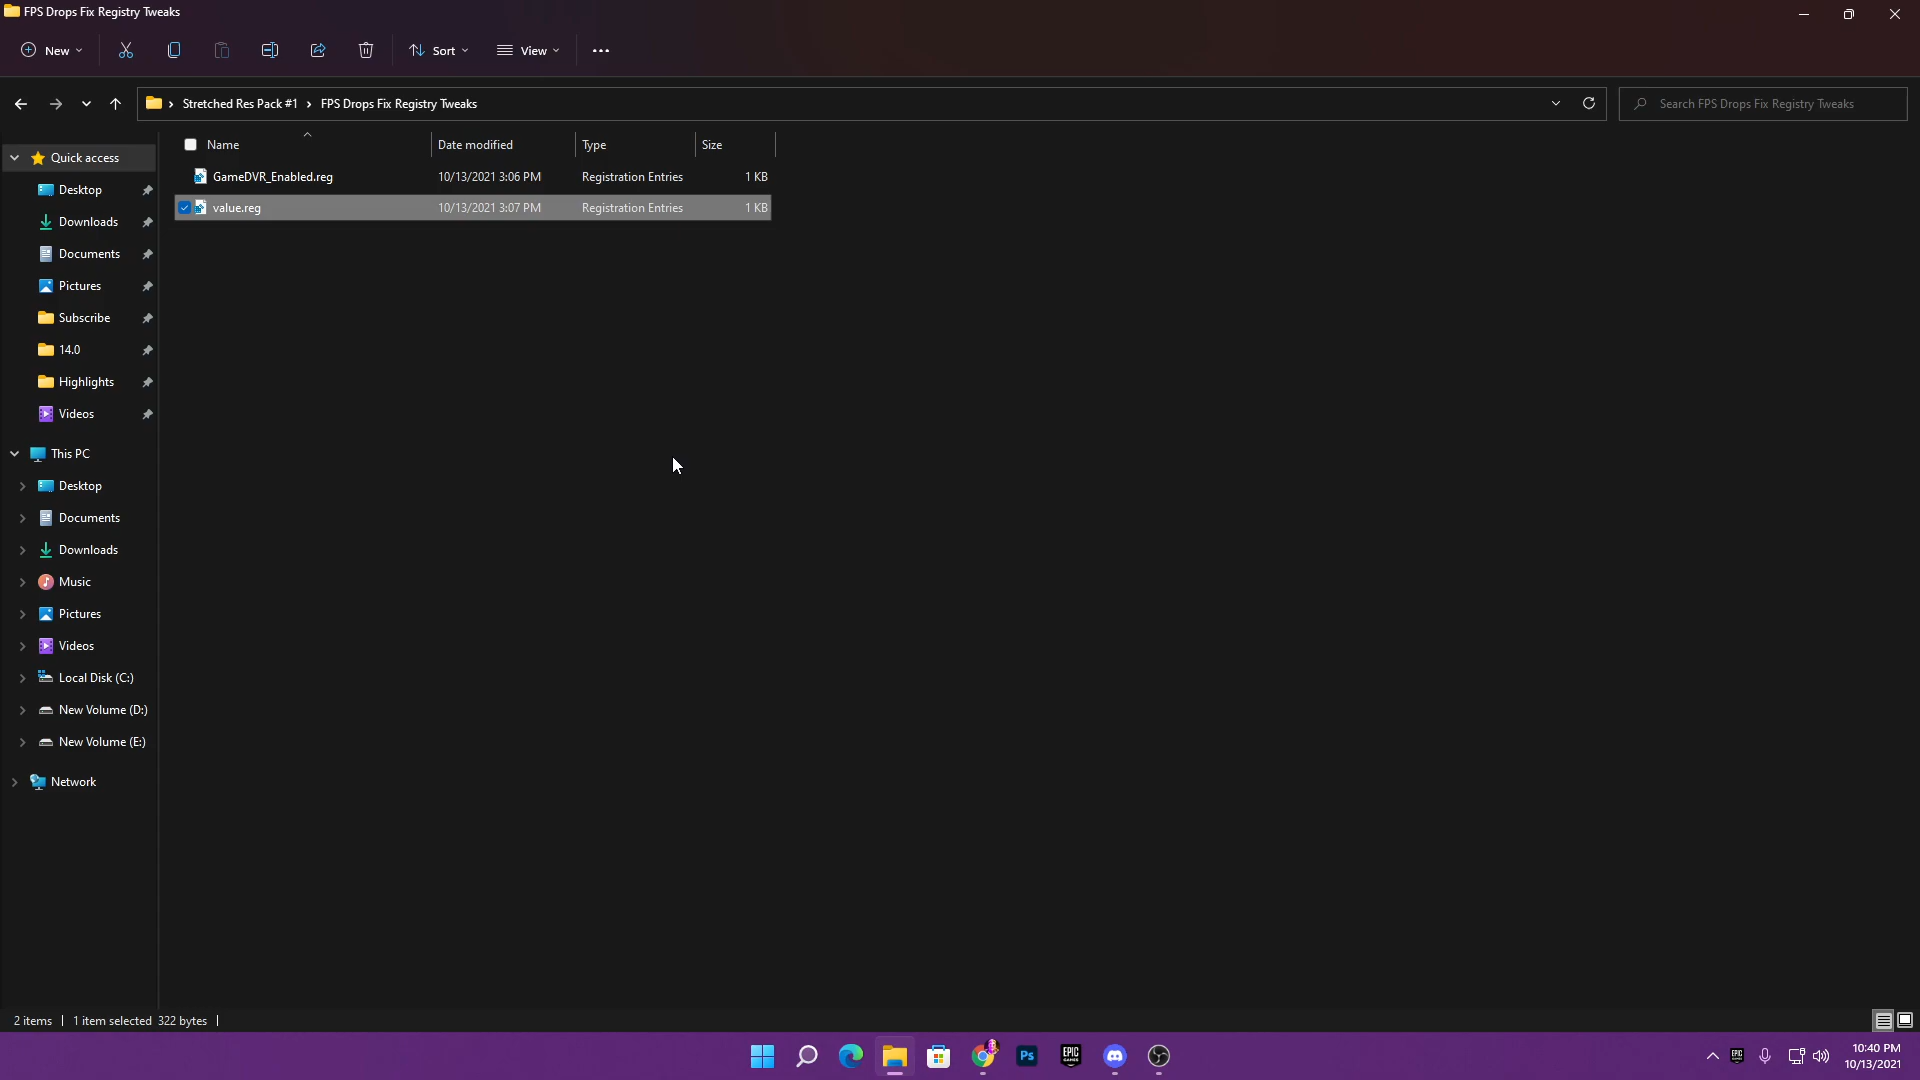 FPS Drops Fix Registry Tweaks
New
Sort
View
Stretched Res Pack #1 > FPS Drops Fix Registry Tweaks
Search FPS Drops Fix Registry Tweaks
Name Date modified Type Size
GameDVR_Enabled.reg 10/13/2021 3:06 PM Registration Entries 1 KB
value.reg 10/13/2021 3:07 PM Registration Entries 1 KB
Quick access
Desktop
Downloads
Documents
Pictures
Subscribe
14.0
Highlights
Videos
This PC
Desktop
Documents
Downloads
Music
Pictures
Videos
Local Disk (C:)
New Volume (D:)
New Volume (E:)
Network
2 items | 1 item selected 322 bytes |
Ps
EPIC GAMES
EPIC
10:40 PM
10/13/2021